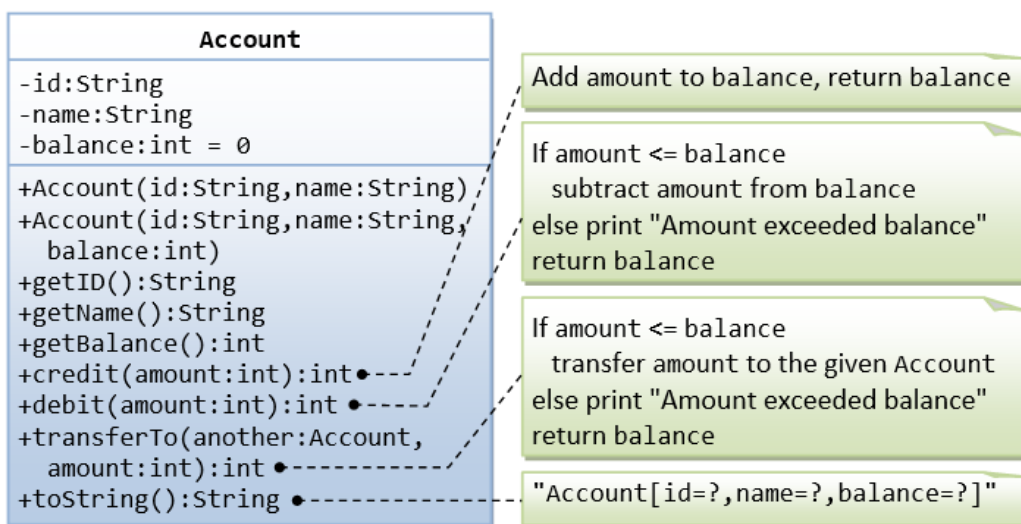 Account
-id:String
-name:String
-balance:int = 0
+Account(id:String,name:String)
+Account(id:String,name:String,
balance:int)
+getID():String
+getName():String
+getBalance():int
+credit(amount:int):int
+debit(amount:int):int
+transferTo(another:Account,
amount:int):int
+toString():String
Add amount to balance, return balance
If amount <= balance
subtract amount from balance
else print "Amount exceeded balance"
return balance
If amount <= balance
transfer amount to the given Account
else print "Amount exceeded balance"
return balance
"Account[id=?,name=?,balance=?]"